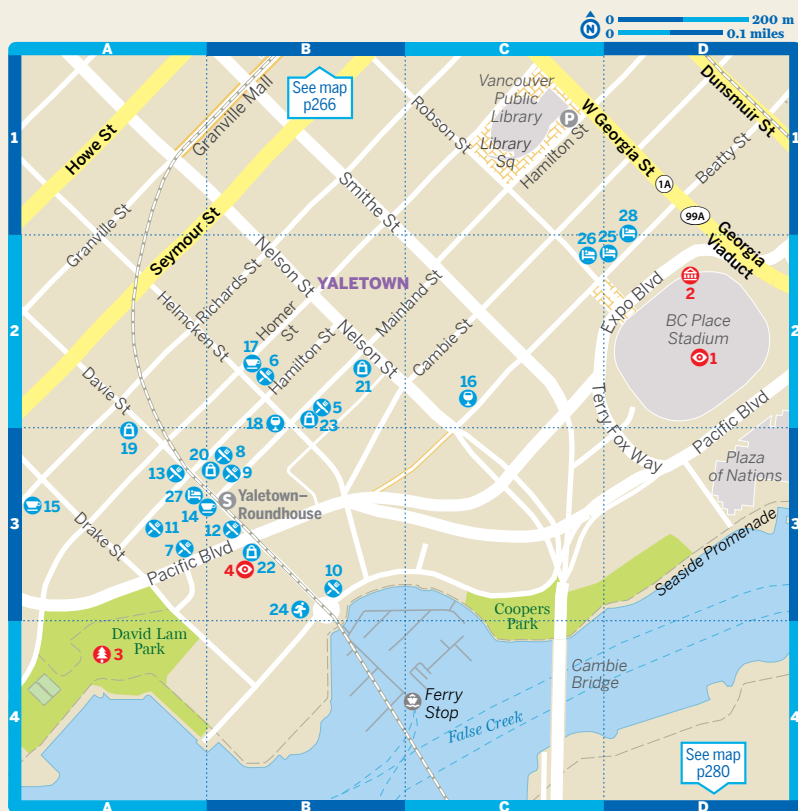 0 200 m
0 0.1 miles
N
A B C D
See map
p266
Vancouver
Public
Library
Library
Sq
P
Robson St
Hamilton St
W Georgia St
Dunsmuir St
Beatty St
1A
99A
Georgia
Viaduct
1
1
Howe St
Granville Mall
Granville St
Seymour St
Smithe St
Nelson St
YALETOWN
Richards St
Helmcken St
Homer
St
Hamilton St
Nelson St
Mainland St
Cambie St
Expo Blvd
28
26 25
2
BC Place
Stadium
1
2
2
17
6
21
16
5
18
23
Davie St
19
Terry Fox Way
Pacific Blvd
Plaza
of Nations
20 8
13 9
27
S
Yaletown–
Roundhouse
15
14
11
12
7
Drake St
Pacific Blvd
4 22
10
24
3
3
Seaside Promenade
Coopers
Park
David Lam
Park
3
Cambie
Bridge
Ferry
Stop
False Creek
4
4
See map
p280
A B C D